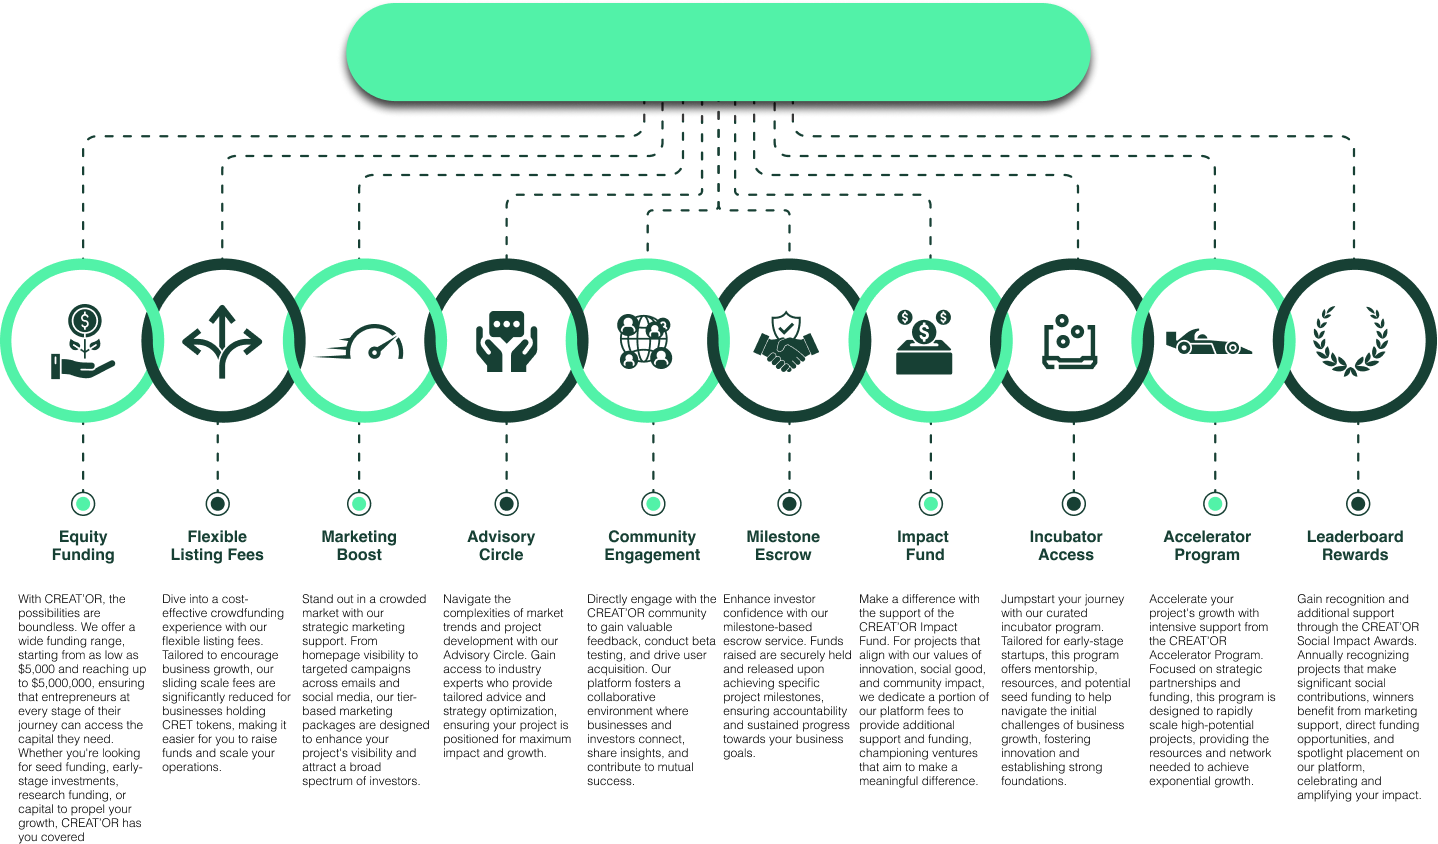 Equity
Funding
Flexible
Listing Fees
Marketing
Boost
Advisory
Circle
Community
Engagement
Milestone
Escrow
Impact
Fund
Incubator
Access
Accelerator
Program
Leaderboard
Rewards
With CREAT'OR, the
possibilities are
boundless. We offer a
wide funding range,
starting from as low as
$5,000 and reaching up
to $5,000,000, ensuring
that entrepreneurs at
every stage of their
journey can access the
capital they need.
Whether you're looking
for seed funding, early-
stage investments,
research funding, or
capital to propel your
growth, CREAT'OR has
you covered
Dive into a cost-
effective crowdfunding
experience with our
flexible listing fees.
Tailored to encourage
business growth, our
sliding scale fees are
significantly reduced for
businesses holding
CRET tokens, making it
easier for you to raise
funds and scale your
operations.
Stand out in a crowded
market with our
strategic marketing
support. From
homepage visibility to
targeted campaigns
across emails and
social media, our tier-
based marketing
packages are designed
to enhance your
project's visibility and
attract a broad
spectrum of investors.
Navigate the
complexities of market
trends and project
development with our
Advisory Circle. Gain
access to industry
experts who provide
tailored advice and
strategy optimization,
ensuring your project is
positioned for maximum
impact and growth.
Directly engage with the
CREAT'OR community
to gain valuable
feedback, conduct beta
testing, and drive user
acquisition. Our
platform fosters a
collaborative
environment where
businesses and
investors connect,
share insights, and
contribute to mutual
success.
Enhance investor
confidence with our
milestone-based
escrow service. Funds
raised are securely held
and released upon
achieving specific
project milestones,
ensuring accountability
and sustained progress
towards your business
goals.
Make a difference with
the support of the
CREAT'OR Impact
Fund. For projects that
align with our values of
innovation, social good,
and community impact,
we dedicate a portion of
our platform fees to
provide additional
support and funding,
championing ventures
that aim to make a
meaningful difference.
Jumpstart your journey
with our curated
incubator program.
Tailored for early-stage
startups, this program
offers mentorship,
resources, and potential
seed funding to help
navigate the initial
challenges of business
growth, fostering
innovation and
establishing strong
foundations.
Accelerate your
project's growth with
intensive support from
the CREAT'OR
Accelerator Program.
Focused on strategic
partnerships and
funding, this program is
designed to rapidly
scale high-potential
projects, providing the
resources and network
needed to achieve
exponential growth.
Gain recognition and
additional support
through the CREAT'OR
Social Impact Awards.
Annually recognizing
projects that make
significant social
contributions, winners
benefit from marketing
support, direct funding
opportunities, and
spotlight placement on
our platform,
celebrating and
amplifying your impact.